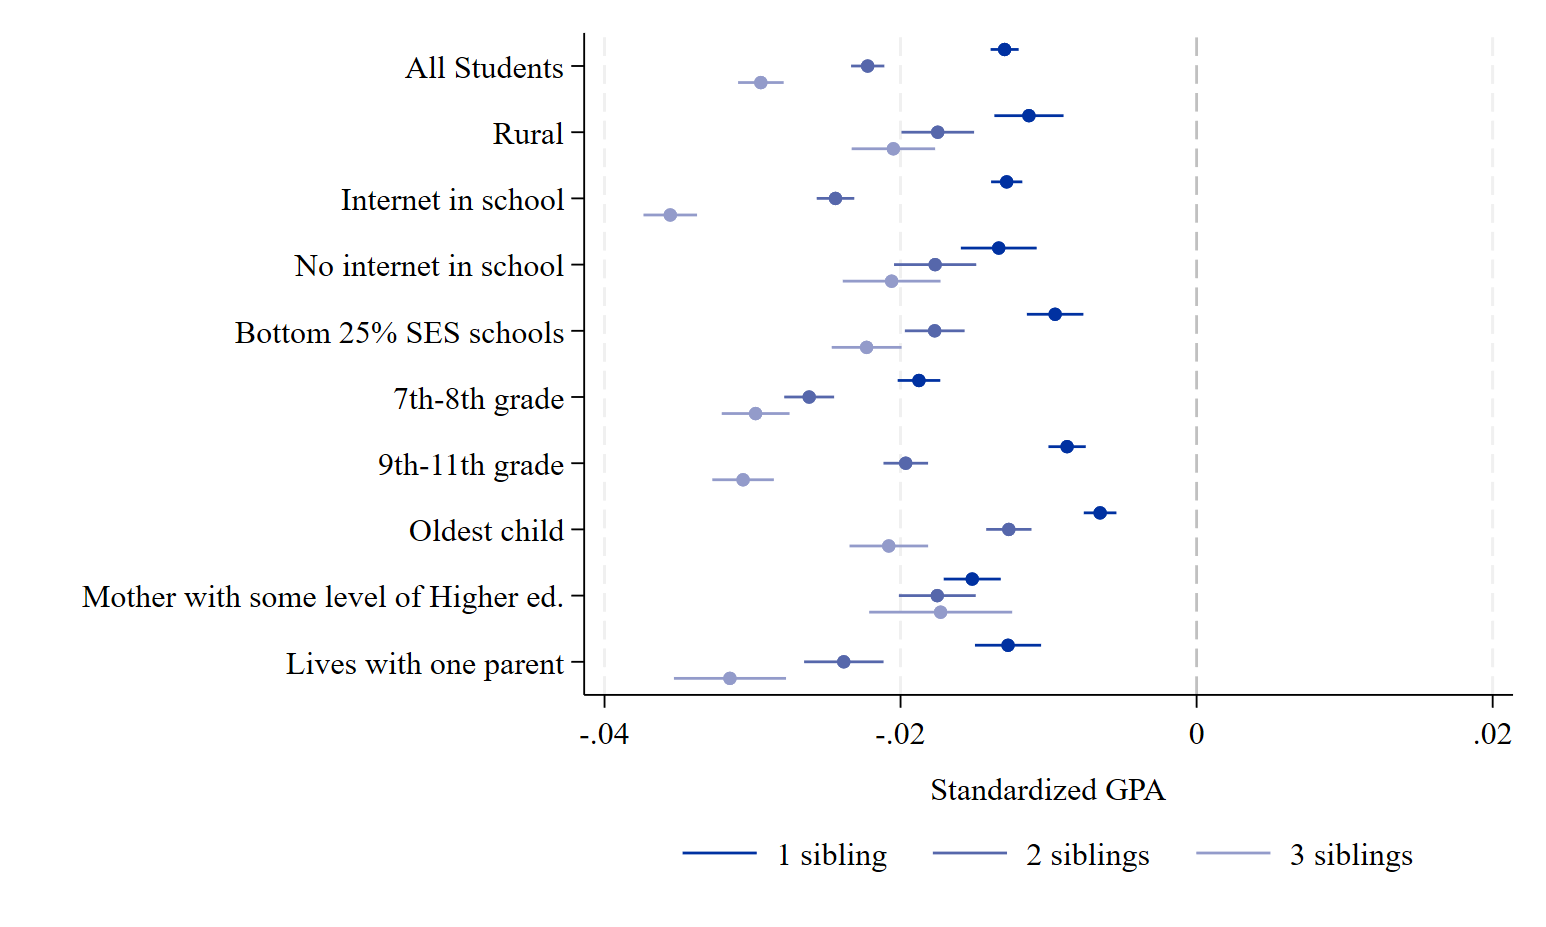 All Students
Rural
Internet in school
No internet in school
Bottom 25% SES schools
7th-8th grade
9th-11th grade
Oldest child
Mother with some level of Higher ed.
Lives with one parent
-.04 -.02 0 .02
Standardized GPA
1 sibling 2 siblings 3 siblings